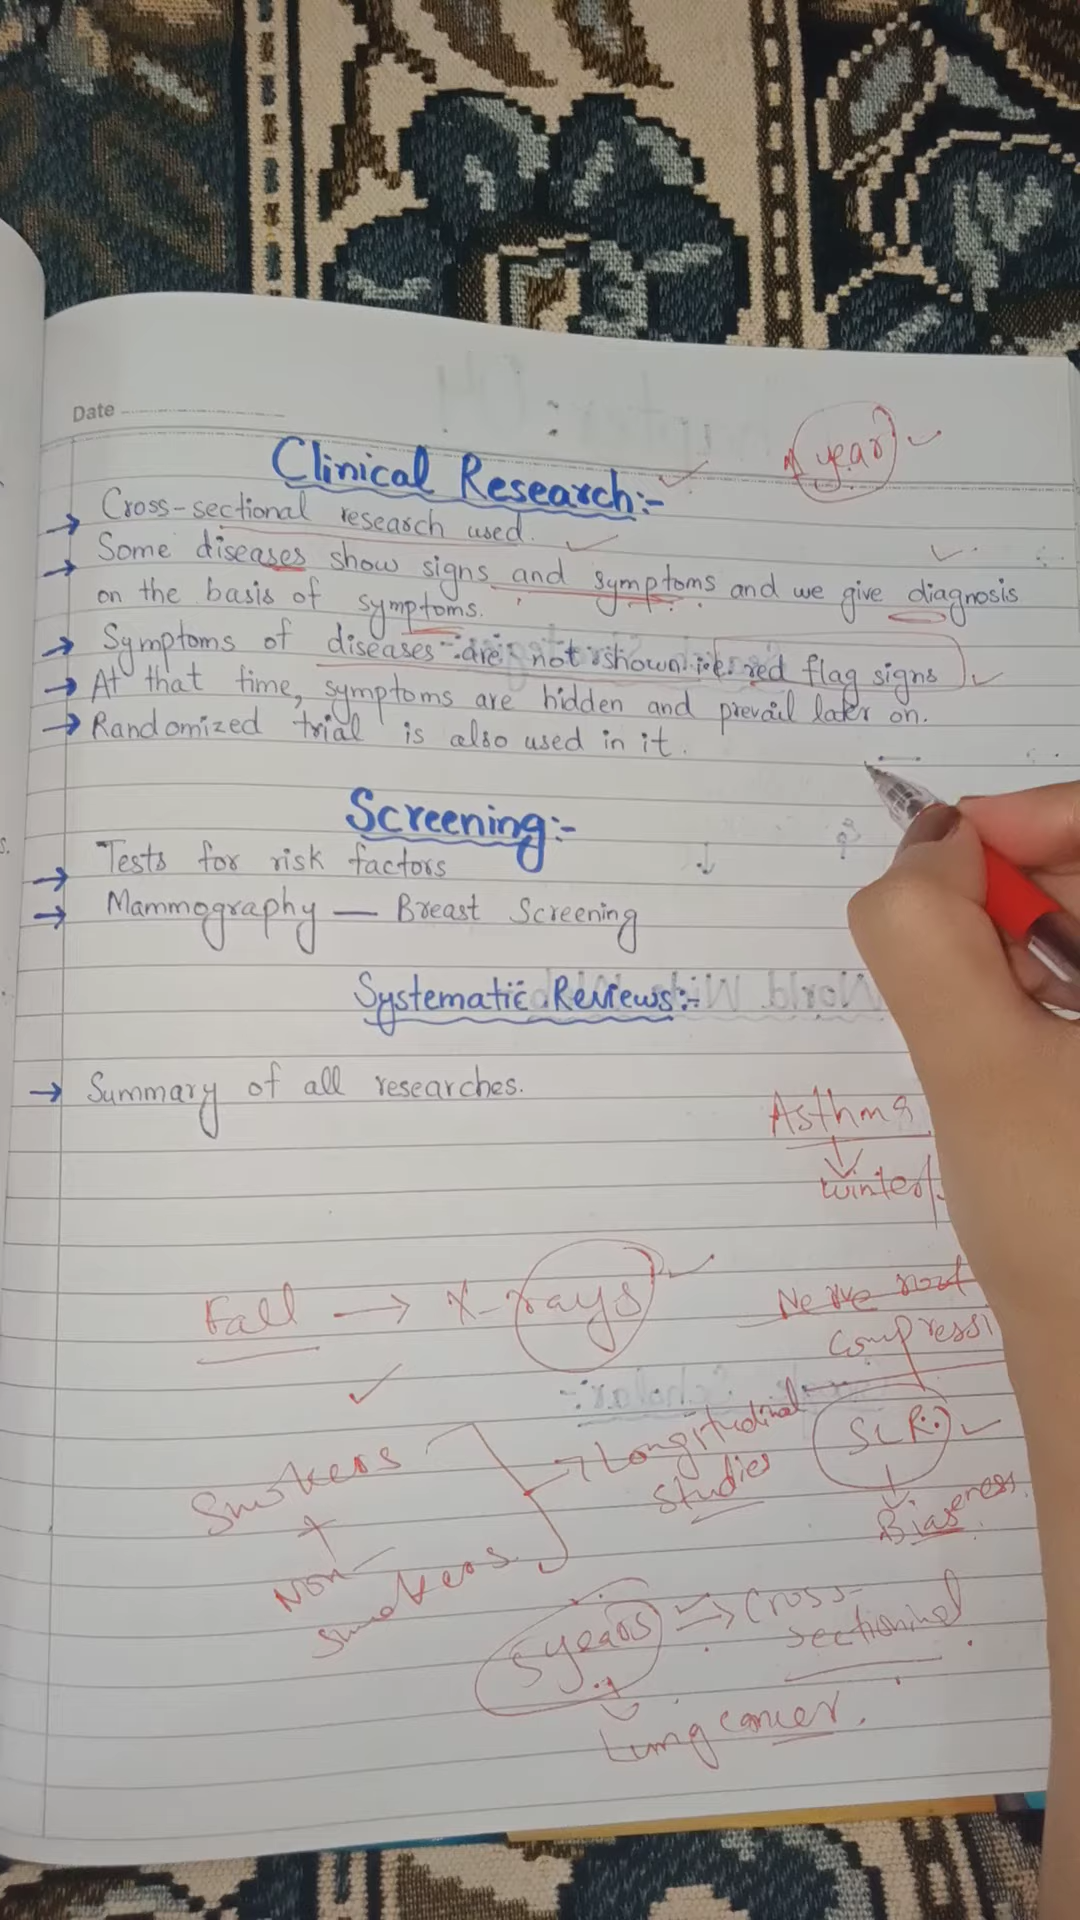 Date
1 year
Clinical Research:-
→ Cross-sectional research used.
→ Some diseases show signs and symptoms and we give diagnosis
on the basis of symptoms.
→ Symptoms of diseases are not shown i.e. red flag signs
→ At that time, symptoms are hidden and prevail later on.
→ Randomized trial is also used in it.
Screening:-
→ Tests for risk factors
→ Mammography — Breast Screening
Systematic Reviews:-
→ Summary of all researches.
Asthma
winter
Fall → X-rays
Nerve root
compressi
Smokers
+
Non
smokers
→ Longitudinal
studies
SLR
Biasness
5 years → Cross-
sectioninal
Lung cancer.